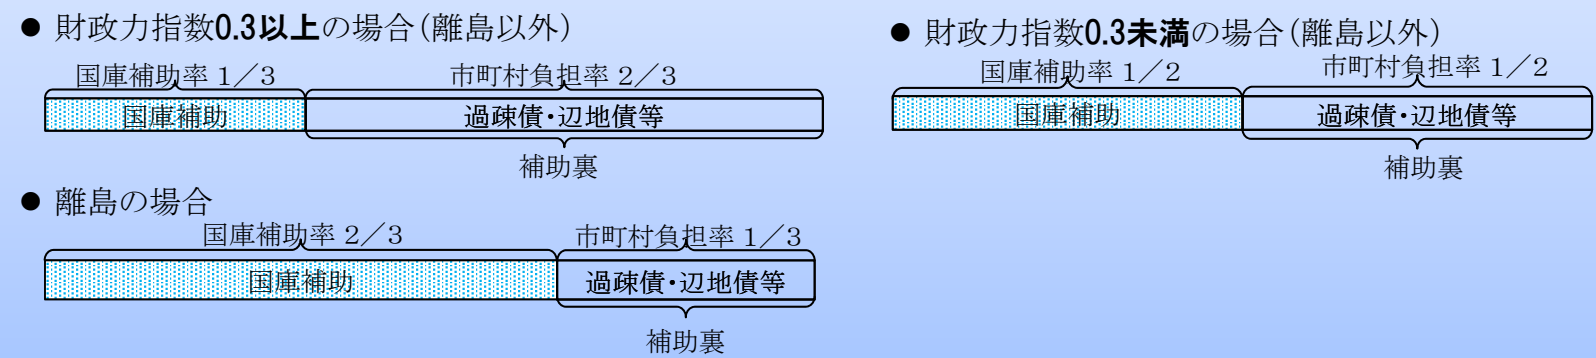 ● 財政力指数0.3以上の場合(離島以外)
国庫補助率 1/3 市町村負担率 2/3
国庫補助 過疎債・辺地債等
補助裏
● 財政力指数0.3未満の場合(離島以外)
国庫補助率 1/2 市町村負担率 1/2
国庫補助 過疎債・辺地債等
補助裏
● 離島の場合
国庫補助率 2/3 市町村負担率 1/3
国庫補助 過疎債・辺地債等
補助裏